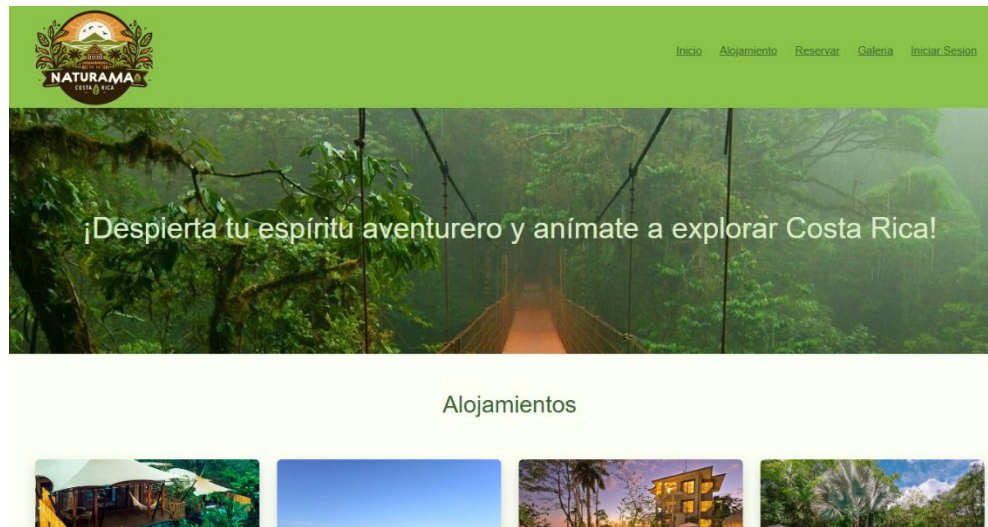 NATURAMA
COSTA RICA
Inicio Alojamiento Reservar Galeria Iniciar Sesion
¡Despierta tu espíritu aventurero y anímate a explorar Costa Rica!
Alojamientos